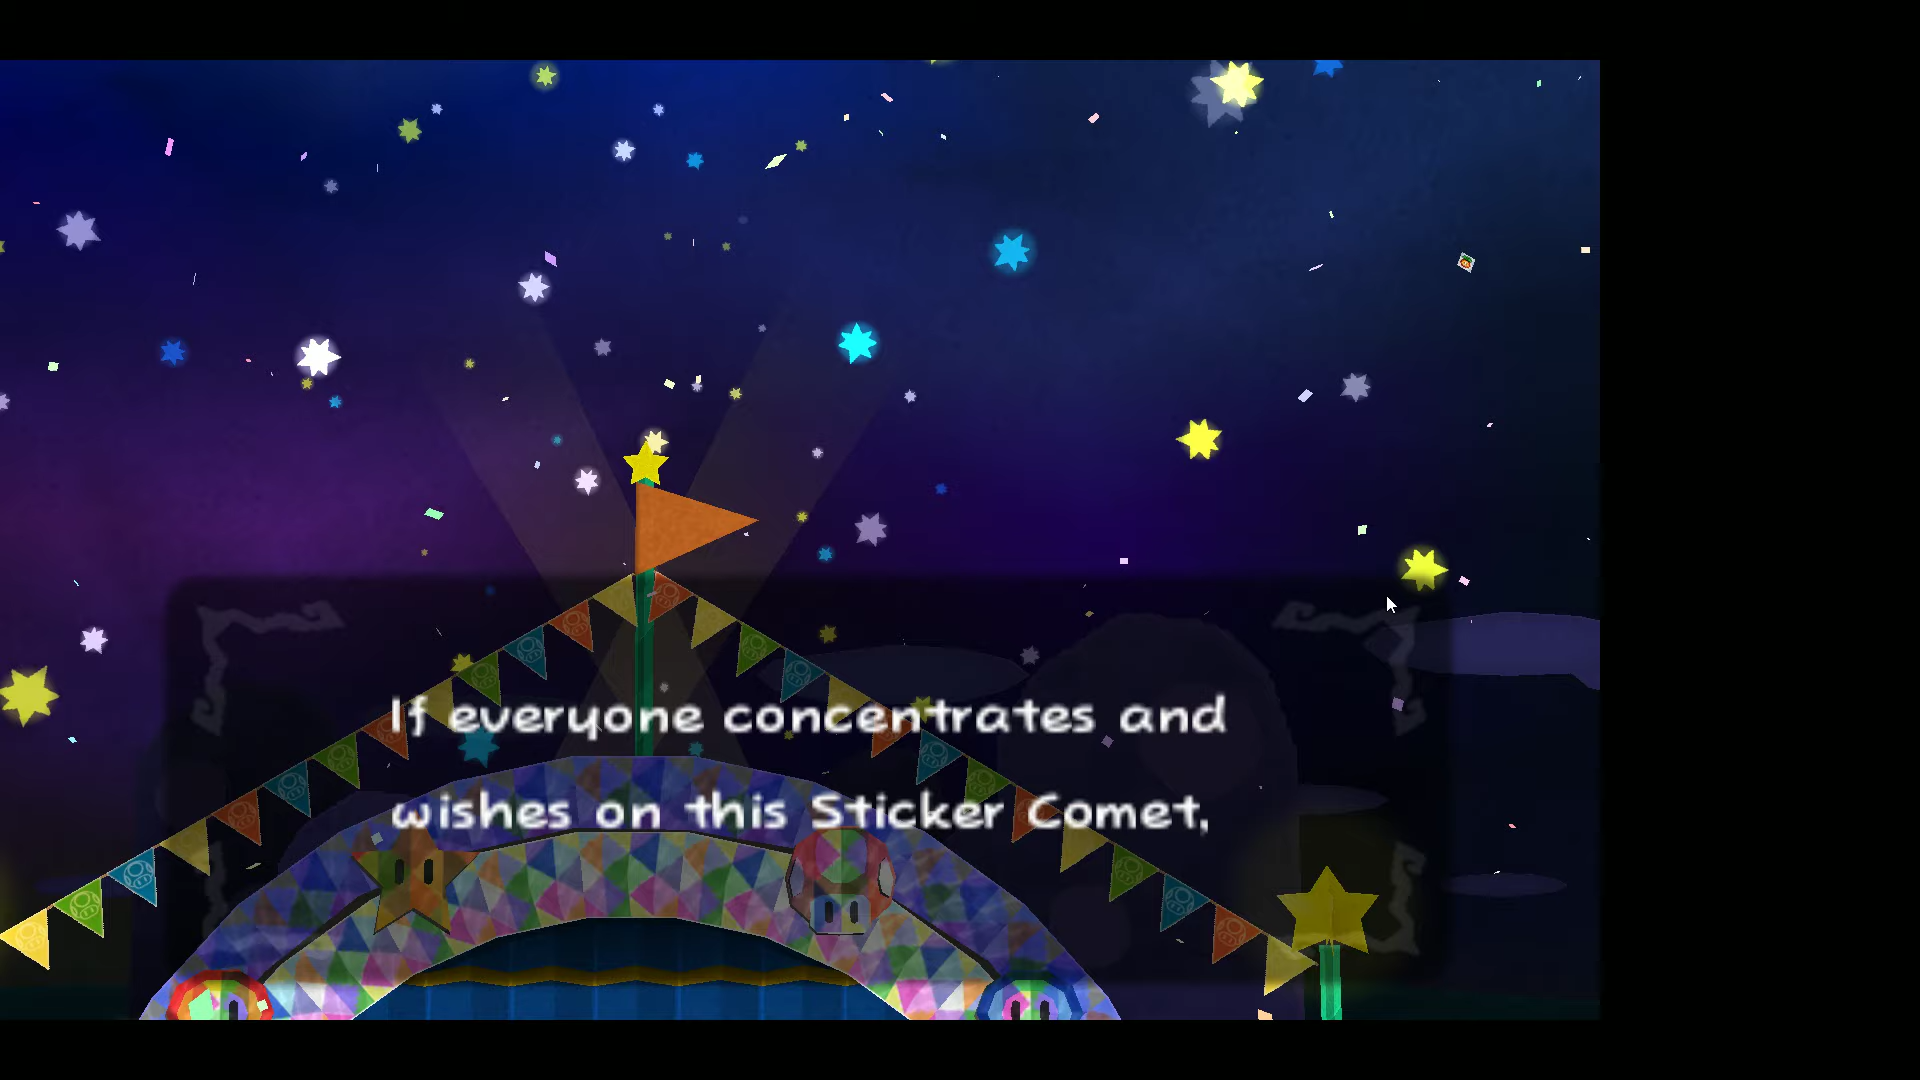 If everyone concentrates and
wishes on this Sticker Comet,